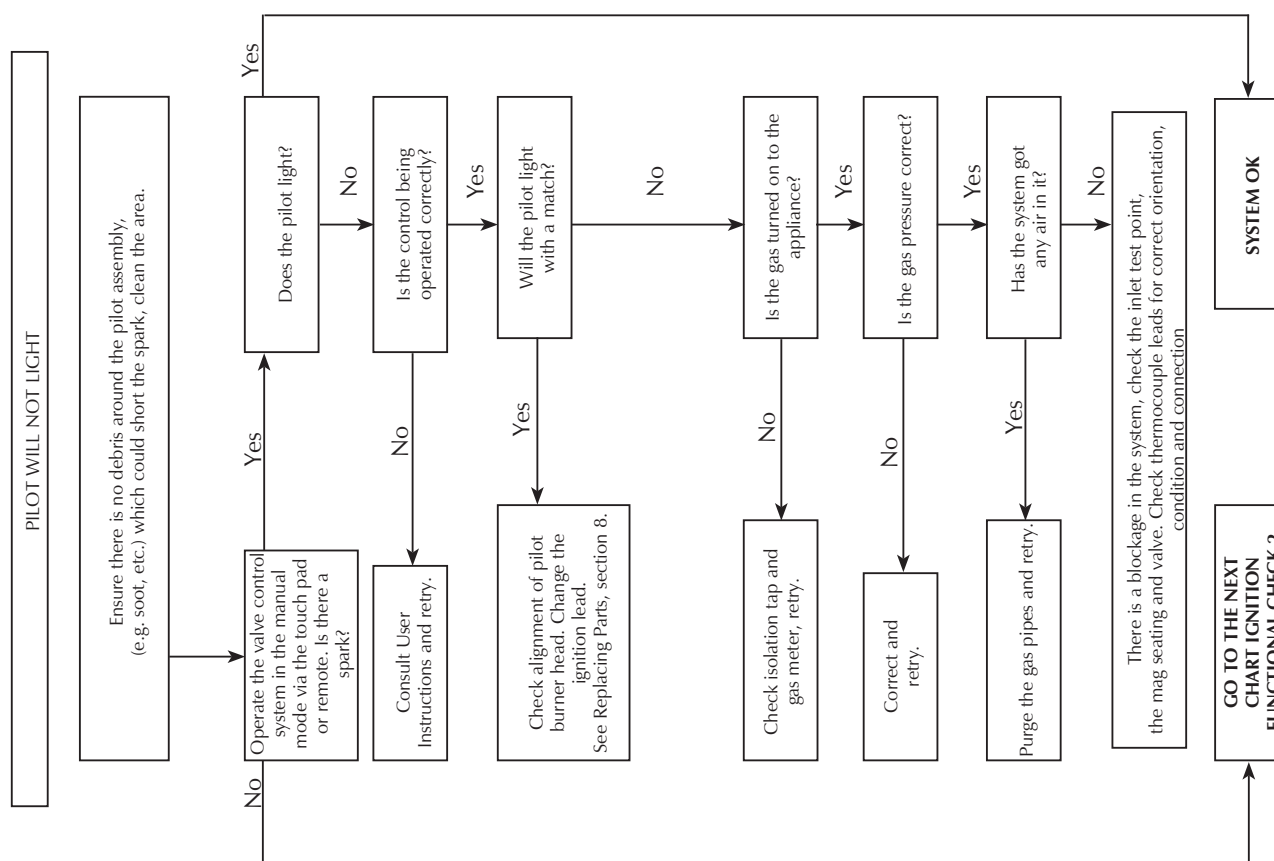 PILOT WILL NOT LIGHT
Ensure there is no debris around the pilot assembly,
(e.g. soot, etc.) which could short the spark, clean the area.
Operate the valve control
system in the manual
mode via the touch pad
or remote. Is there a
spark?
No
Yes
Does the pilot light?
Yes
No
Is the control being
operated correctly?
No
Consult User
Instructions and retry.
Yes
Will the pilot light
with a match?
Yes
Check alignment of pilot
burner head. Change the
ignition lead.
See Replacing Parts, section 8.
No
Is the gas turned on to the
appliance?
No
Check isolation tap and
gas meter, retry.
Yes
Is the gas pressure correct?
No
Correct and
retry.
Yes
Has the system got
any air in it?
Yes
Purge the gas pipes and retry.
No
There is a blockage in the system, check the inlet test point,
the mag seating and valve. Check thermocouple leads for correct orientation,
condition and connection
GO TO THE NEXT
CHART IGNITION
FUNCTIONAL CHECK 2
SYSTEM OK